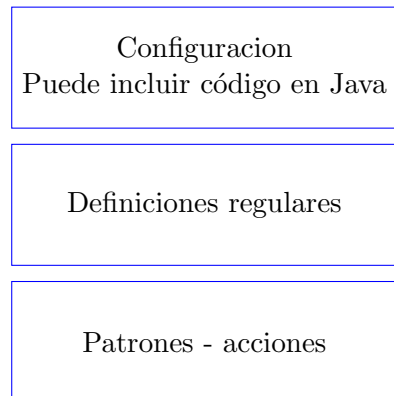 Configuracion
Puede incluir código en Java
Definiciones regulares
Patrones - acciones